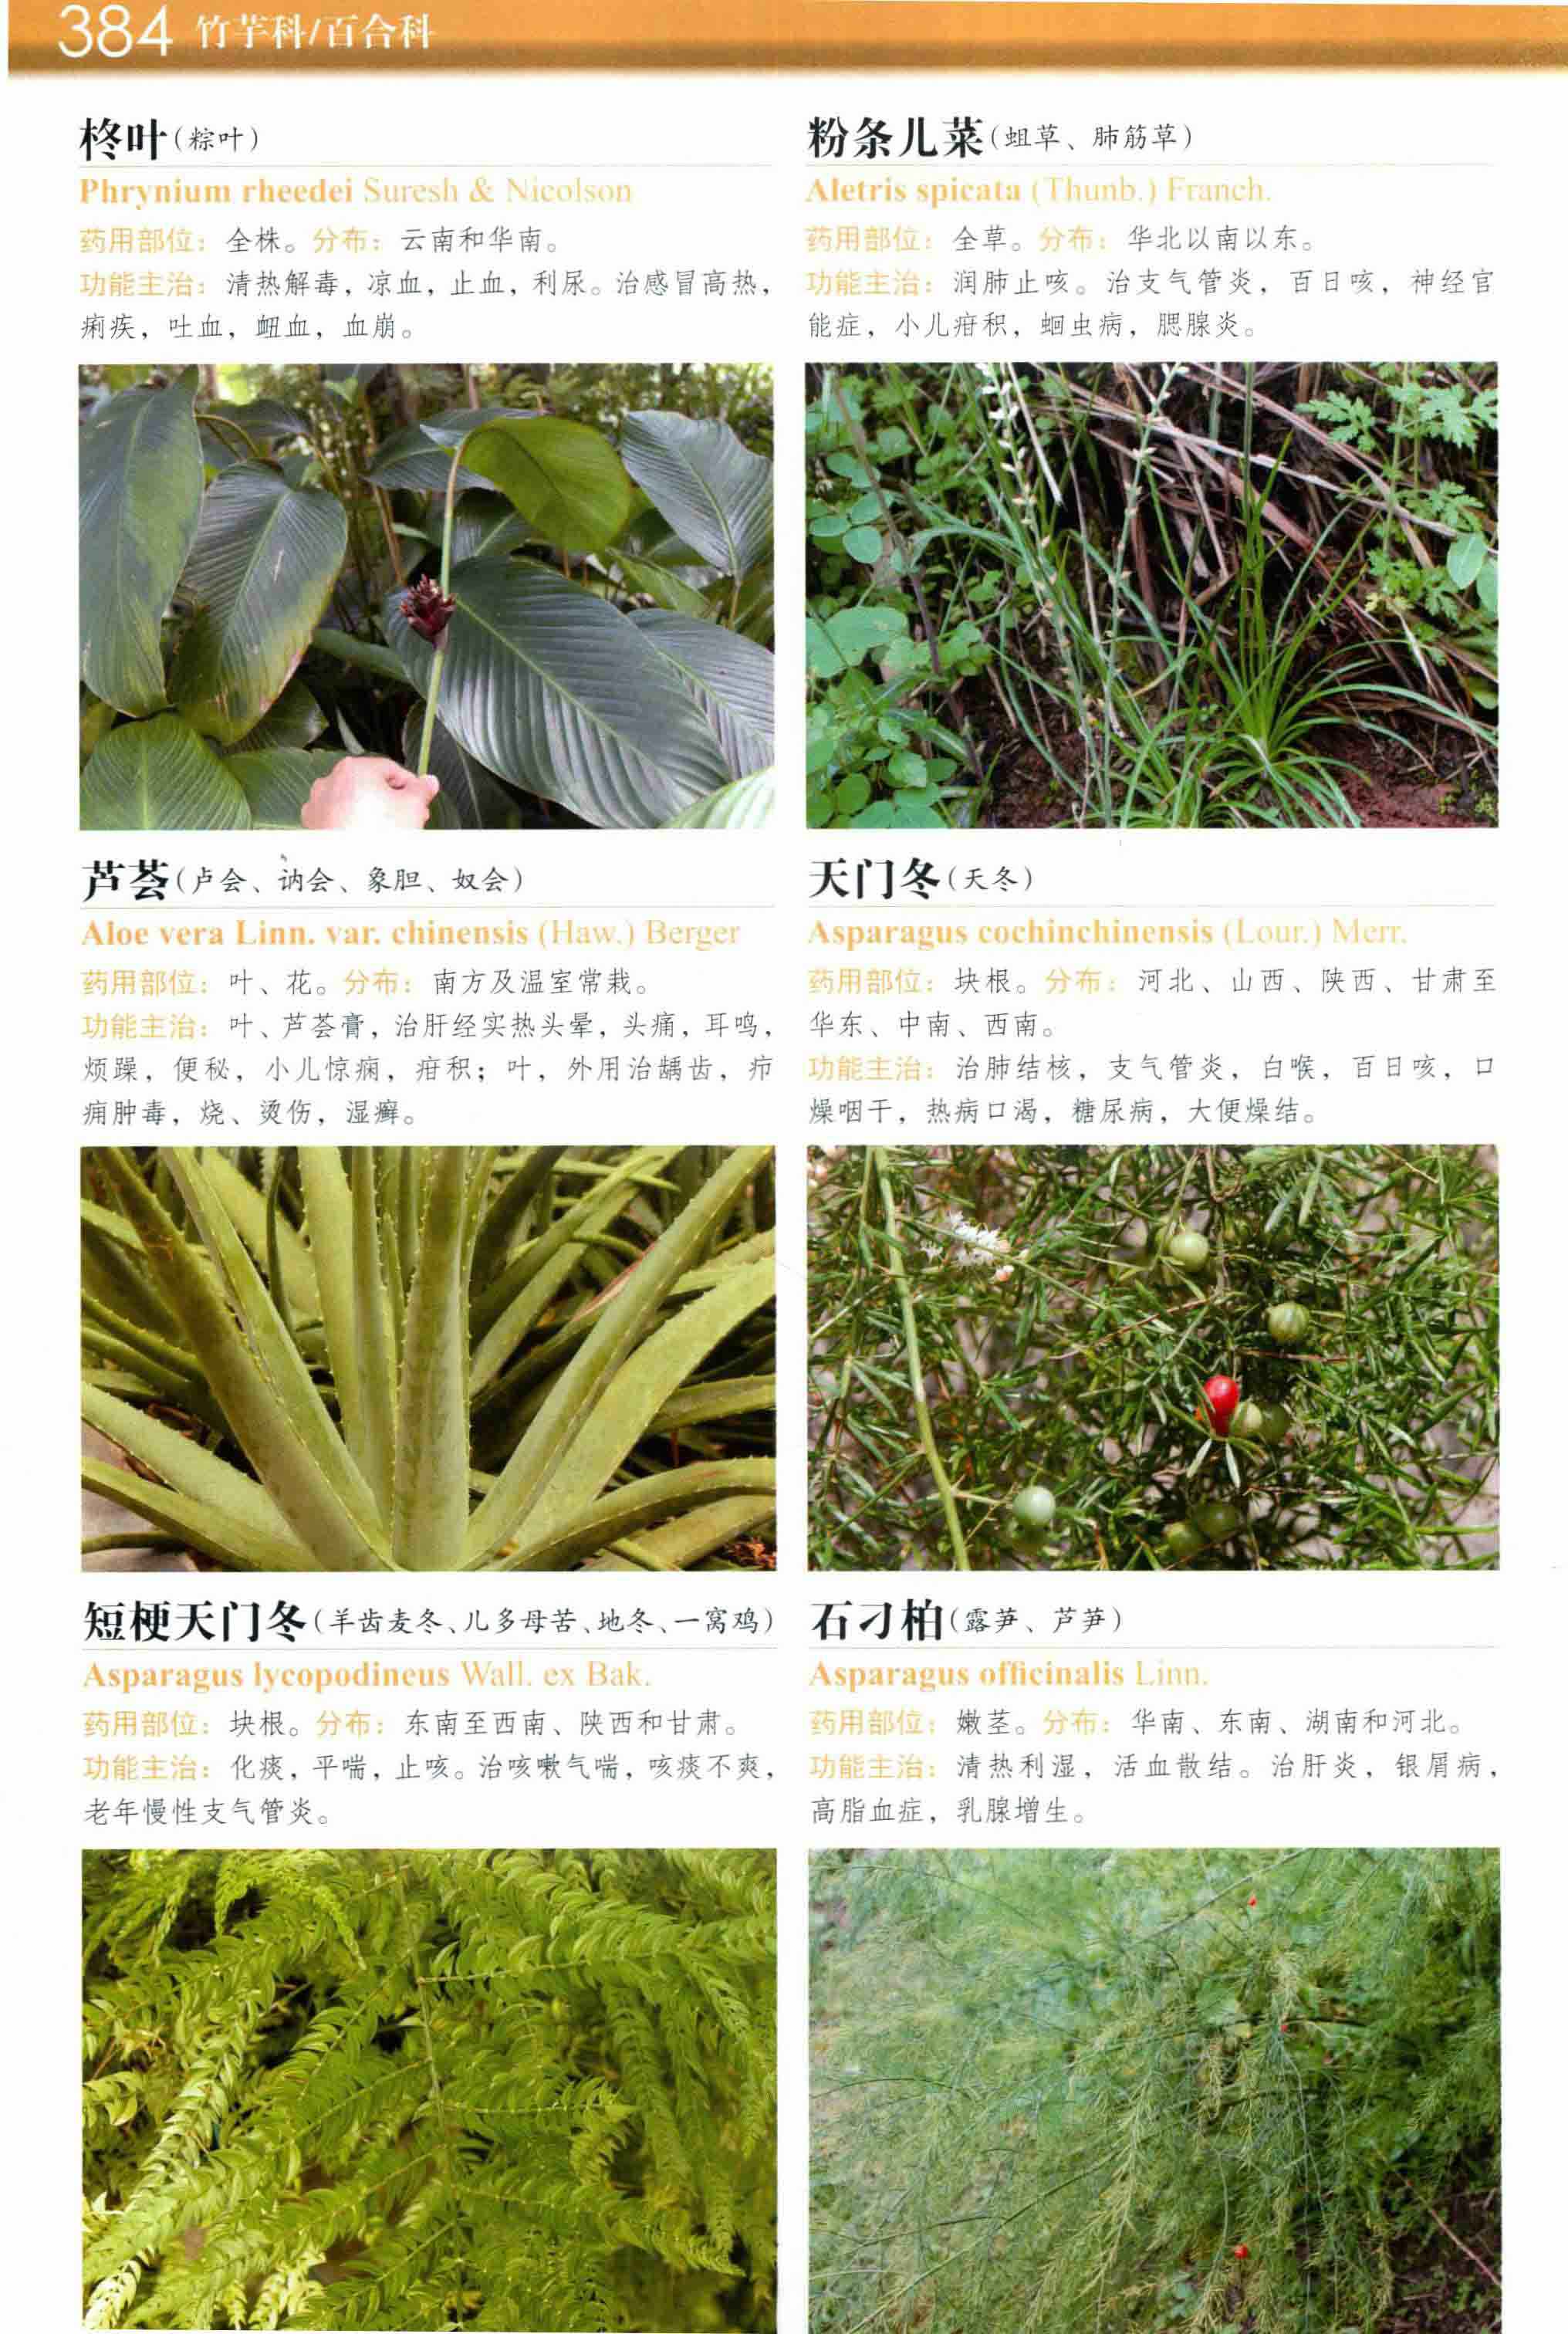 384 竹芋科/百合科
柊叶(粽叶)
Phrynium rheedei Suresh & Nicolson
药用部位：全株。分布：云南和华南。
功能主治：清热解毒，凉血，止血，利尿。治感冒高热，
痢疾，吐血，衄血，血崩。
芦荟(卢会、讷会、象胆、奴会)
Aloe vera Linn. var. chinensis (Haw.) Berger
药用部位：叶、花。分布：南方及温室常栽。
功能主治：叶、芦荟膏，治肝经实热头晕，头痛，耳鸣，
烦躁，便秘，小儿惊痫，疳积；叶，外用治龋齿，疖
痈肿毒，烧、烫伤，湿癣。
短梗天门冬(羊齿麦冬、儿多母苦、地冬、一窝鸡)
Asparagus lycopodineus Wall. ex Bak.
药用部位：块根。分布：东南至西南、陕西和甘肃。
功能主治：化痰，平喘，止咳。治咳嗽气喘，咳痰不爽，
老年慢性支气管炎。
粉条儿菜(蛆草、肺筋草)
Aletris spicata (Thunb.) Franch.
药用部位：全草。分布：华北以南以东。
功能主治：润肺止咳。治支气管炎，百日咳，神经官
能症，小儿疳积，蛔虫病，腮腺炎。
天门冬(天冬)
Asparagus cochinchinensis (Lour.) Merr.
药用部位：块根。分布：河北、山西、陕西、甘肃至
华东、中南、西南。
功能主治：治肺结核，支气管炎，白喉，百日咳，口
燥咽干，热病口渴，糖尿病，大便燥结。
石刁柏(露笋、芦笋)
Asparagus officinalis Linn.
药用部位：嫩茎。分布：华南、东南、湖南和河北。
功能主治：清热利湿，活血散结。治肝炎，银屑病，
高脂血症，乳腺增生。